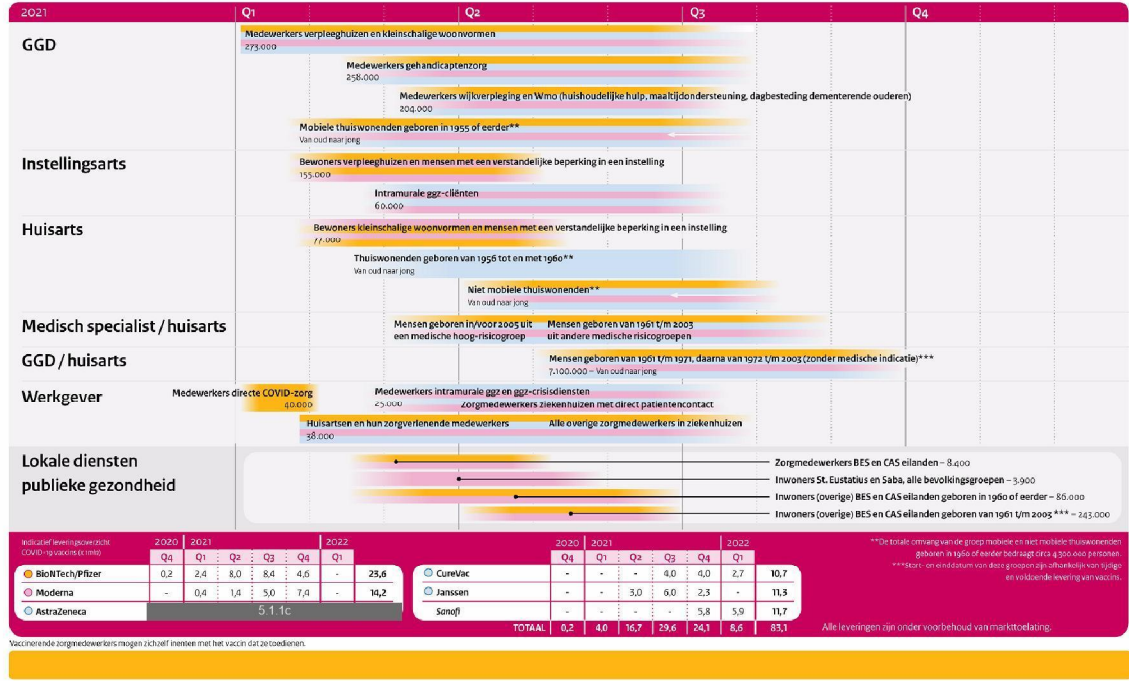 2021 Q1 Q2 Q3 Q4
GGD
Medewerkers verpleeghuizen en kleinschalige woonvormen
273.000
Medewerkers gehandicaptenzorg
258.000
Medewerkers wijkverpleging en Wmo (huishoudelijke hulp, maaltijdondersteuning, dagbesteding dementerende ouderen)
204.000
Mobiele thuiswonenden geboren in 1955 of eerder**
Van oud naar jong
Instellingsarts
Bewoners verpleeghuizen en mensen met een verstandelijke beperking in een instelling
155.000
Intramurale ggz-cliënten
60.000
Huisarts
Bewoners kleinschalige woonvormen en mensen met een verstandelijke beperking in een instelling
77.000
Thuiswonenden geboren van 1956 tot en met 1960**
Van oud naar jong
Niet mobiele thuiswonenden**
Van oud naar jong
Medisch specialist / huisarts
Mensen geboren in/voor 2005 uit
een medische hoog-risicogroep
Mensen geboren van 1961 t/m 2003
uit andere medische risicogroepen
GGD / huisarts
Mensen geboren van 1961 t/m 1971, daarna van 1972 t/m 2003 (zonder medische indicatie)***
7.100.000 – Van oud naar jong
Werkgever
Medewerkers directe COVID-zorg
40.000
Medewerkers intramurale ggz en ggz-crisisdiensten
25.000
Zorgmedewerkers ziekenhuizen met direct patiëntencontact
Huisartsen en hun zorgverlenende medewerkers
38.000
Alle overige zorgmedewerkers in ziekenhuizen
Lokale diensten
publieke gezondheid
Zorgmedewerkers BES en CAS eilanden – 8.400
Inwoners St. Eustatius en Saba, alle bevolkingsgroepen – 3.900
Inwoners (overige) BES en CAS eilanden geboren in 1960 of eerder – 86.000
Inwoners (overige) BES en CAS eilanden geboren van 1961 t/m 2003 *** – 243.000
Indicatief leveringsoverzicht
COVID-19 vaccins (x 1 mln)
2020 2021 2022
Q4 Q1 Q2 Q3 Q4 Q1
BioNTech/Pfizer 0,2 2,4 8,0 8,4 4,6 - 23,6
Moderna - 0,4 1,4 5,0 7,4 - 14,2
AstraZeneca 5.1.1c
2020 2021 2022
Q4 Q1 Q2 Q3 Q4 Q1
CureVac - - - 4,0 4,0 2,7 10,7
Janssen - - 3,0 6,0 2,3 - 11,3
Sanofi - - - - 5,8 5,9 11,7
TOTAAL 0,2 4,0 16,7 29,6 24,1 8,6 83,1
**De totale omvang van de groep mobiele en niet mobiele thuiswonenden
geboren in 1960 of eerder bedraagt circa 4.300.000 personen.
***Start- en einddatum van deze groepen zijn afhankelijk van tijdige
en voldoende levering van vaccins.
Alle leveringen zijn onder voorbehoud van markttoelating.
Vaccinerende zorgmedewerkers mogen zichzelf inenten met het vaccin dat ze toedienen.